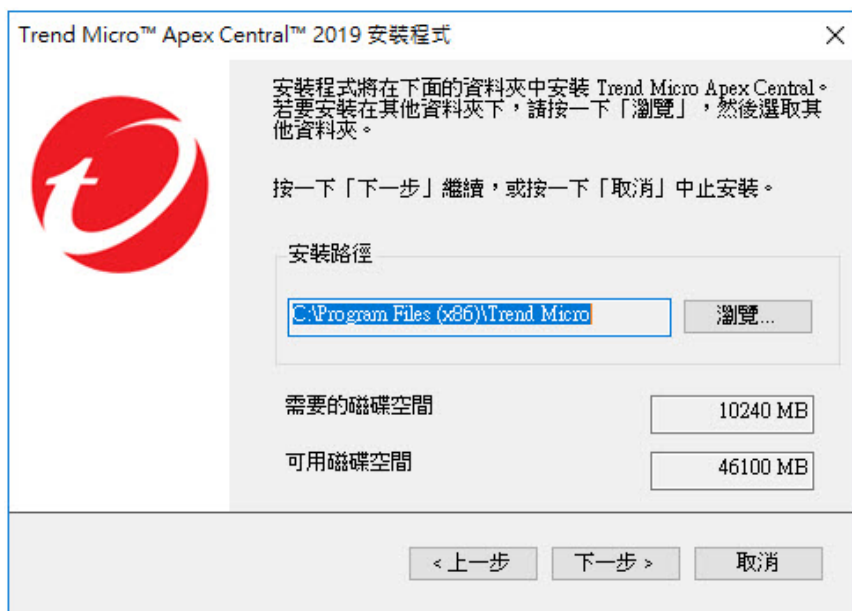 Trend Micro™ Apex Central™ 2019 安裝程式
安裝程式將在下面的資料夾中安裝 Trend Micro Apex Central。
若要安裝在其他資料夾下，請按一下「瀏覽」，然後選取其
他資料夾。
按一下「下一步」繼續，或按一下「取消」中止安裝。
安裝路徑
C:\Program Files (x86)\Trend Micro
瀏覽...
需要的磁碟空間
10240 MB
可用磁碟空間
46100 MB
< 上一步
下一步 >
取消